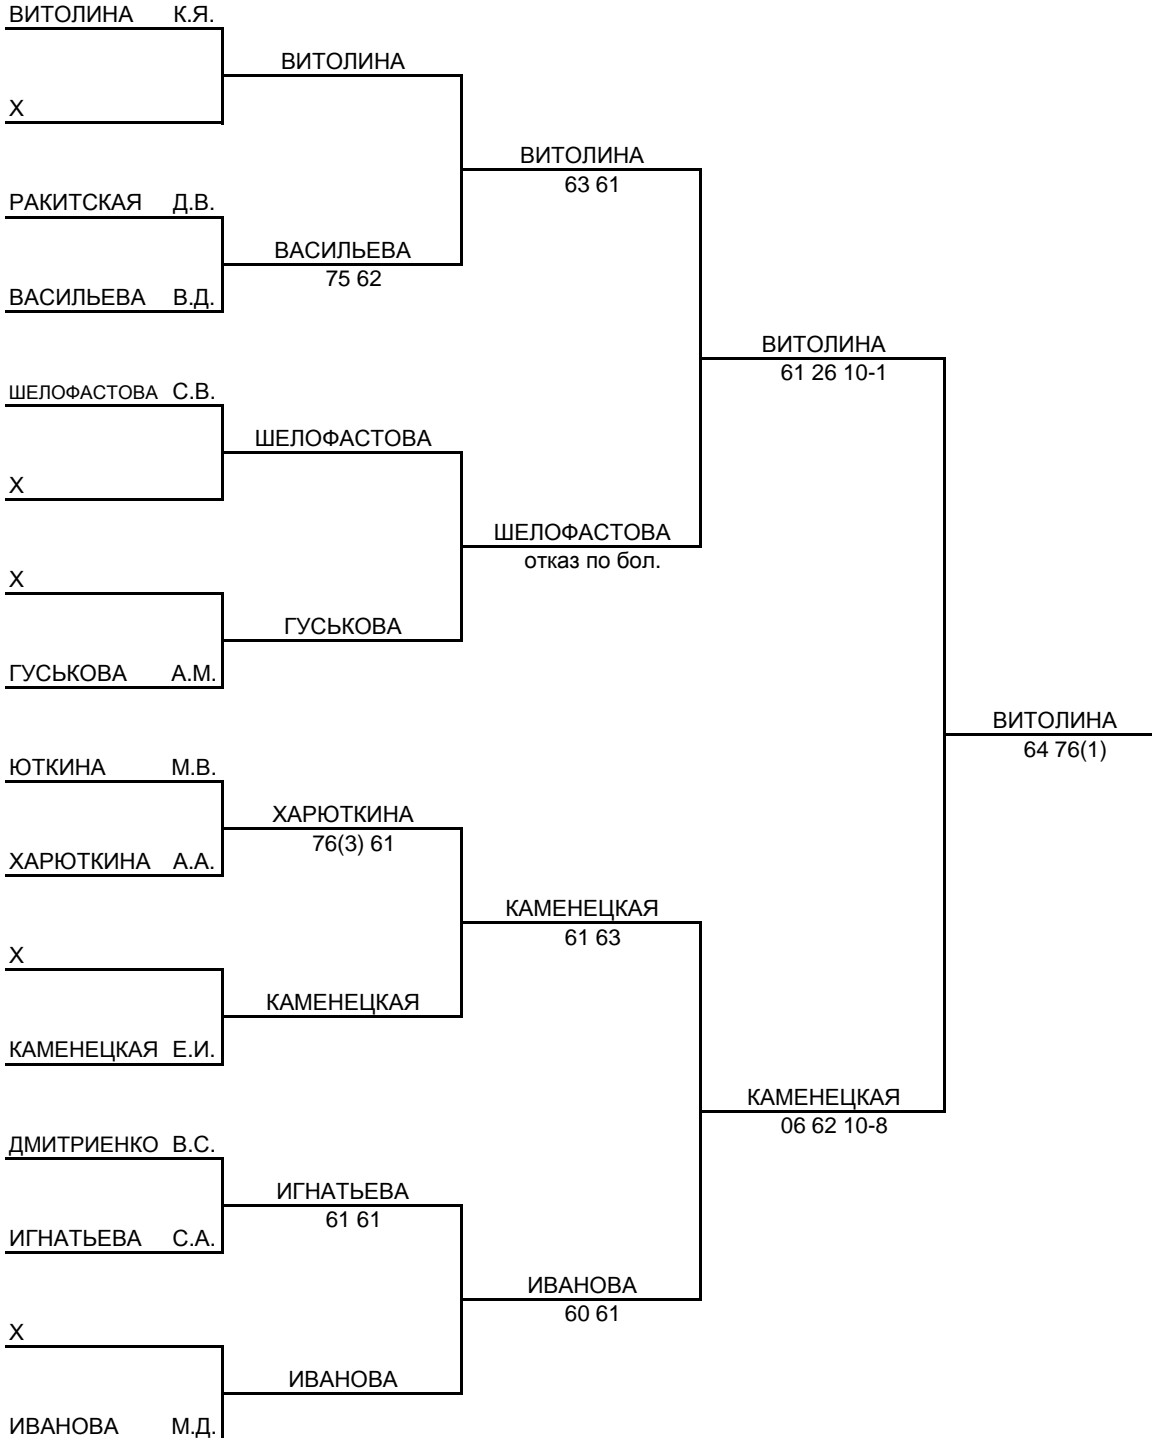 ВИТОЛИНА К.Я.
ВИТОЛИНА
X
ВИТОЛИНА
63 61
РАКИТСКАЯ Д.В.
ВАСИЛЬЕВА
75 62
ВАСИЛЬЕВА В.Д.
ВИТОЛИНА
61 26 10-1
ШЕЛОФАСТОВА С.В.
ШЕЛОФАСТОВА
X
ШЕЛОФАСТОВА
отказ по бол.
X
ГУСЬКОВА
ГУСЬКОВА А.М.
ВИТОЛИНА
64 76(1)
ЮТКИНА М.В.
ХАРЮТКИНА
76(3) 61
ХАРЮТКИНА А.А.
КАМЕНЕЦКАЯ
61 63
X
КАМЕНЕЦКАЯ
КАМЕНЕЦКАЯ Е.И.
КАМЕНЕЦКАЯ
06 62 10-8
ДМИТРИЕНКО В.С.
ИГНАТЬЕВА
61 61
ИГНАТЬЕВА С.А.
ИВАНОВА
60 61
X
ИВАНОВА
ИВАНОВА М.Д.